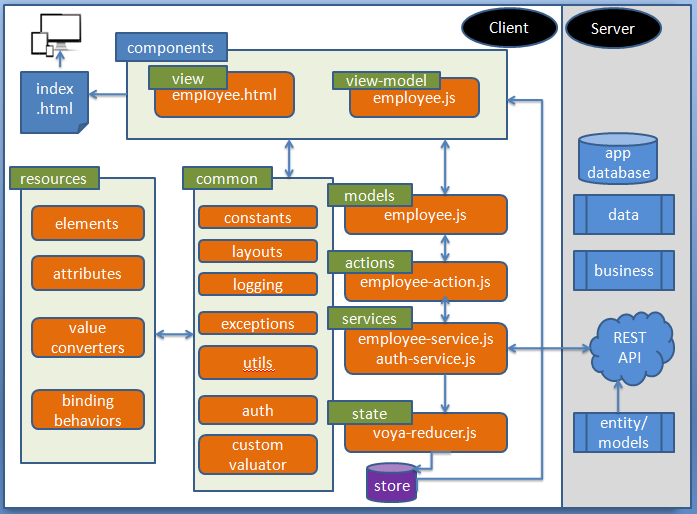 Client
Server
components
view
employee.html
view-model
employee.js
index
.html
resources
elements
attributes
value
converters
binding
behaviors
common
constants
layouts
logging
exceptions
utils
auth
custom
valuator
models
employee.js
actions
employee-action.js
services
employee-service.js
auth-service.js
state
voya-reducer.js
store
app
database
data
business
REST
API
entity/
models